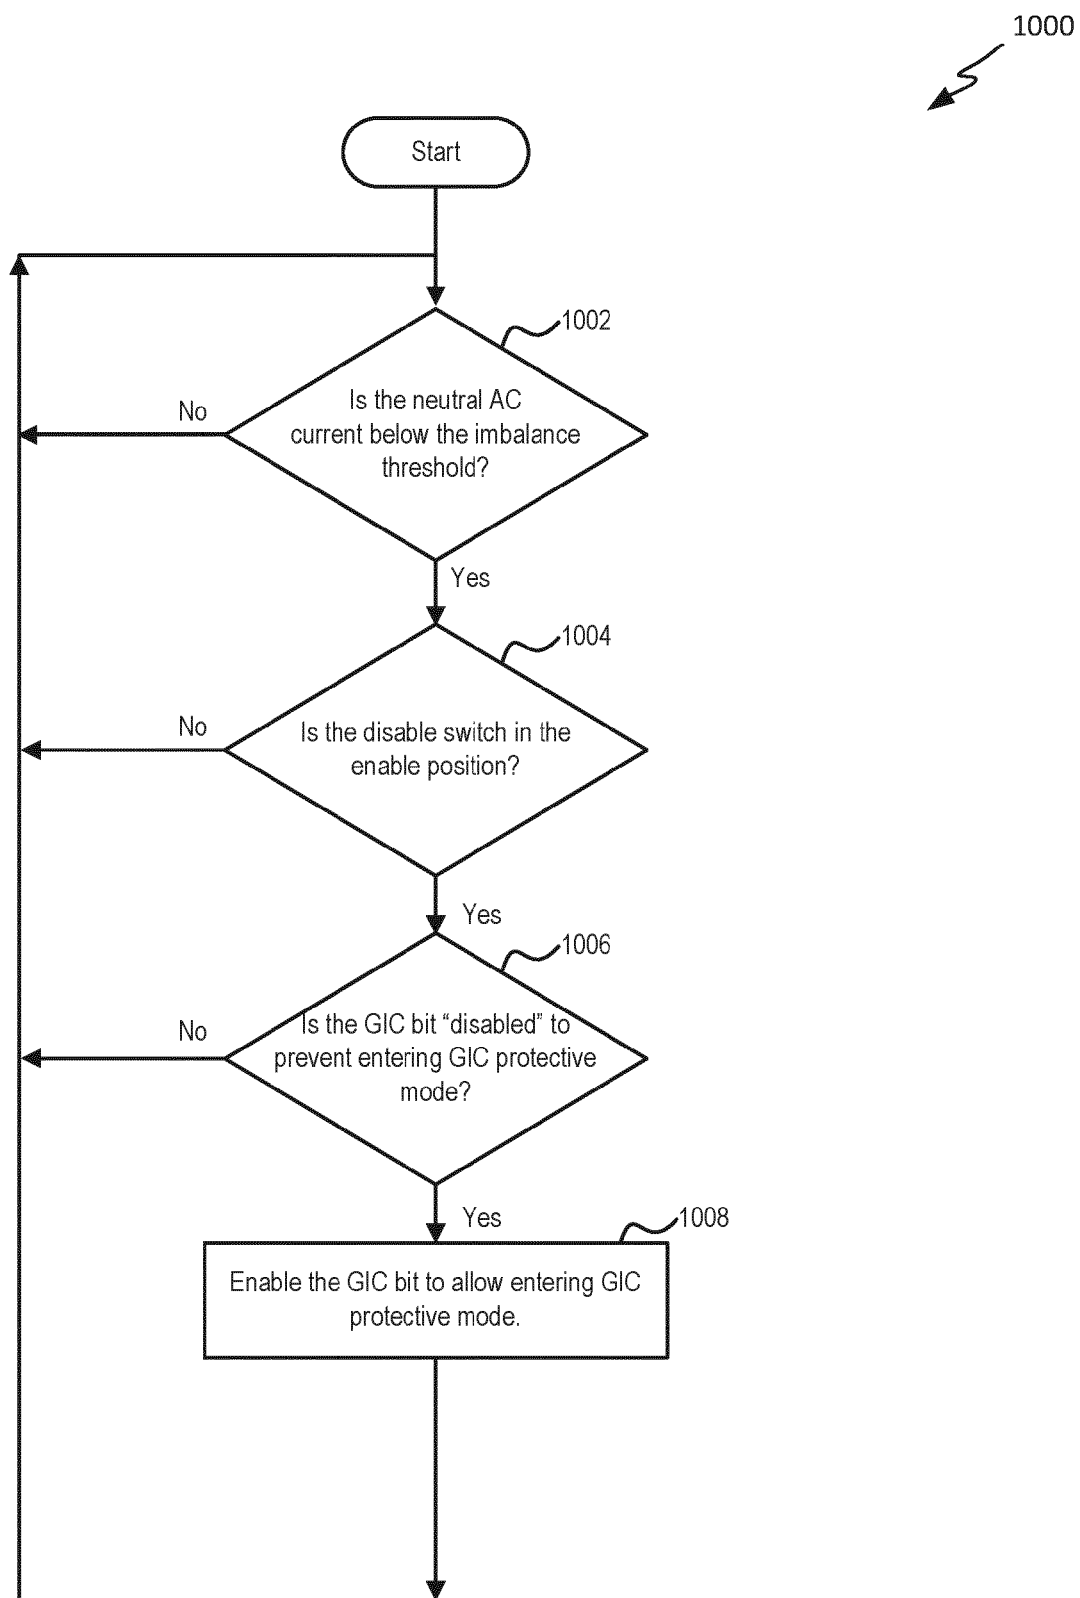 1000
Start
1002
Is the neutral AC
current below the imbalance
threshold?
No
Yes
1004
Is the disable switch in the
enable position?
No
Yes
1006
Is the GIC bit “disabled” to
prevent entering GIC protective
mode?
No
Yes
1008
Enable the GIC bit to allow entering GIC
protective mode.